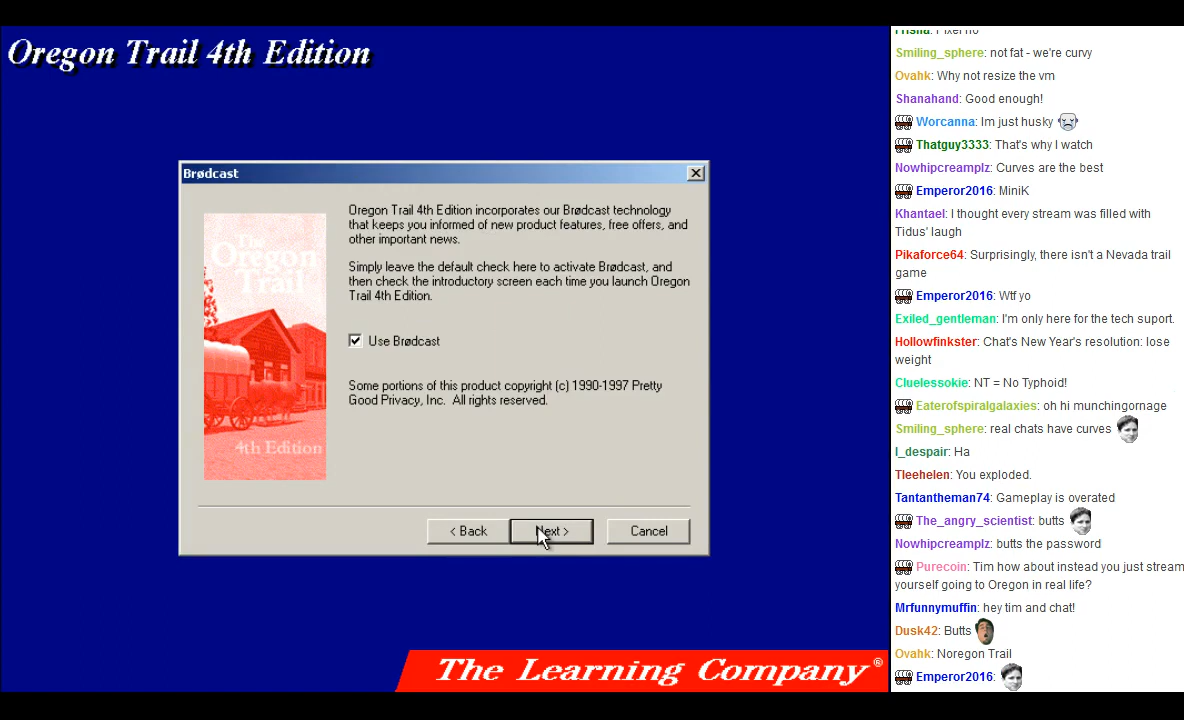 Oregon Trail 4th Edition
Brødcast
Oregon Trail 4th Edition incorporates our Brødcast technology
that keeps you informed of new product features, free offers, and
other important news.
Simply leave the default check here to activate Brødcast, and
then check the introductory screen each time you launch Oregon
Trail 4th Edition.
Use Brødcast
Some portions of this product copyright (c) 1990-1997 Pretty
Good Privacy, Inc.  All rights reserved.
The
Oregon
Trail
4th Edition
< Back
Next >
Cancel
The Learning Company®
Smiling_sphere: not fat - we're curvy
Ovahk: Why not resize the vm
Shanahand: Good enough!
Worcanna: Im just husky
Thatguy3333: That's why I watch
Nowhipcreamplz: Curves are the best
Emperor2016: MiniK
Khantael: I thought every stream was filled with
Tidus' laugh
Pikaforce64: Surprisingly, there isn't a Nevada trail
game
Emperor2016: Wtf yo
Exiled_gentleman: I'm only here for the tech suport.
Hollowfinkster: Chat's New Year's resolution: lose
weight
Cluelessokie: NT = No Typhoid!
Eaterofspiralgalaxies: oh hi munchingornage
Smiling_sphere: real chats have curves
I_despair: Ha
Tleehelen: You exploded.
Tantantheman74: Gameplay is overated
The_angry_scientist: butts
Nowhipcreamplz: butts the password
Purecoin: Tim how about instead you just stream
yourself going to Oregon in real life?
Mrfunnymuffin: hey tim and chat!
Dusk42: Butts
Ovahk: Noregon Trail
Emperor2016: